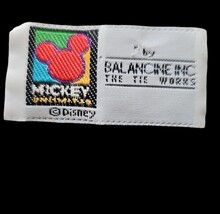 MICKEY
UNLIMITED
©Disney
by
BALANCINE INC
THE TIE WORKS